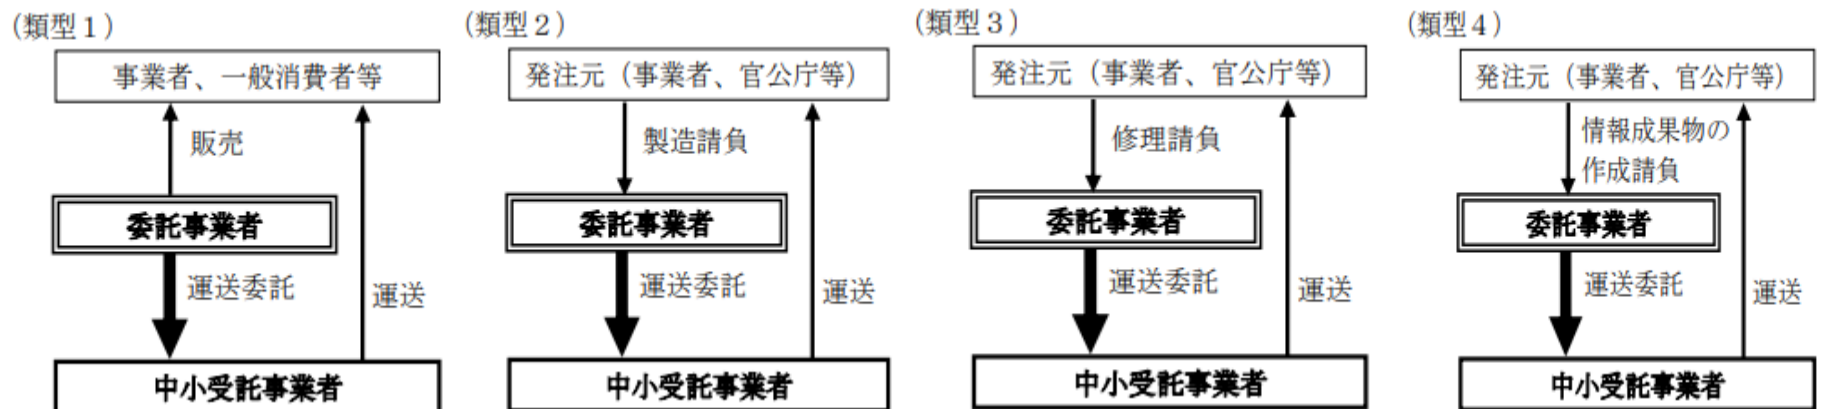 (類型1)
事業者、一般消費者等
販売
委託事業者
運送委託
運送
中小受託事業者
(類型2)
発注元(事業者、官公庁等)
製造請負
委託事業者
運送委託
運送
中小受託事業者
(類型3)
発注元(事業者、官公庁等)
修理請負
委託事業者
運送委託
運送
中小受託事業者
(類型4)
発注元(事業者、官公庁等)
情報成果物の
作成請負
委託事業者
運送委託
運送
中小受託事業者